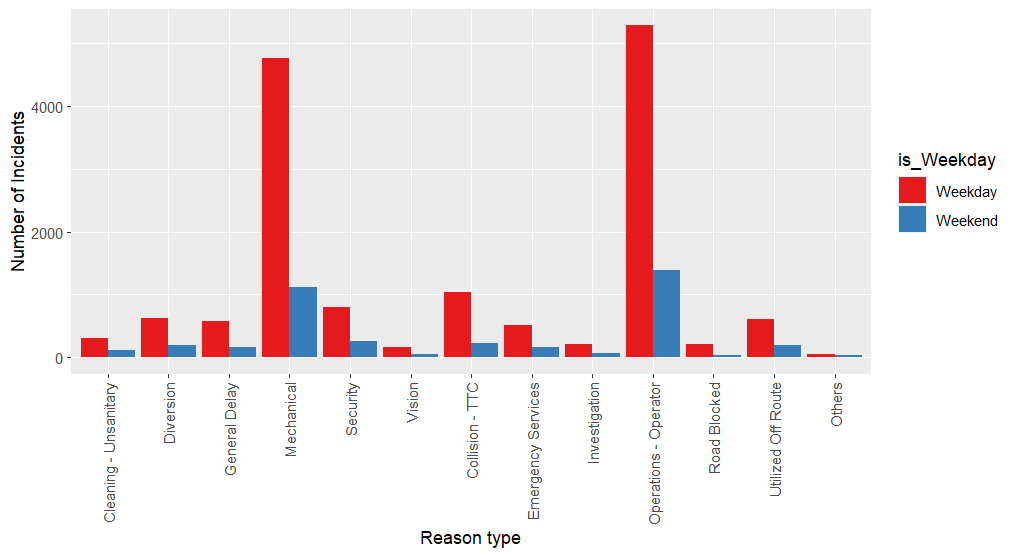 Number of Incidents
4000
2000
0
Cleaning - Unsanitary
Diversion
General Delay
Mechanical
Security
Vision
Collision - TTC
Emergency Services
Investigation
Operations - Operator
Road Blocked
Utilized Off Route
Others
Reason type
is_Weekday
Weekday
Weekend